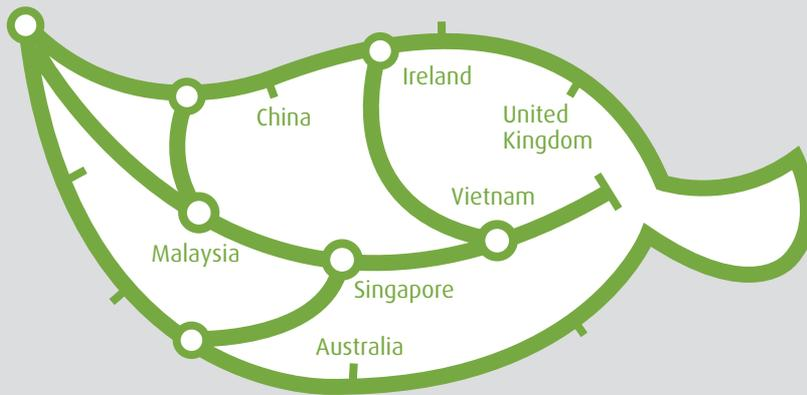 Ireland
China
United
Kingdom
Vietnam
Malaysia
Singapore
Australia